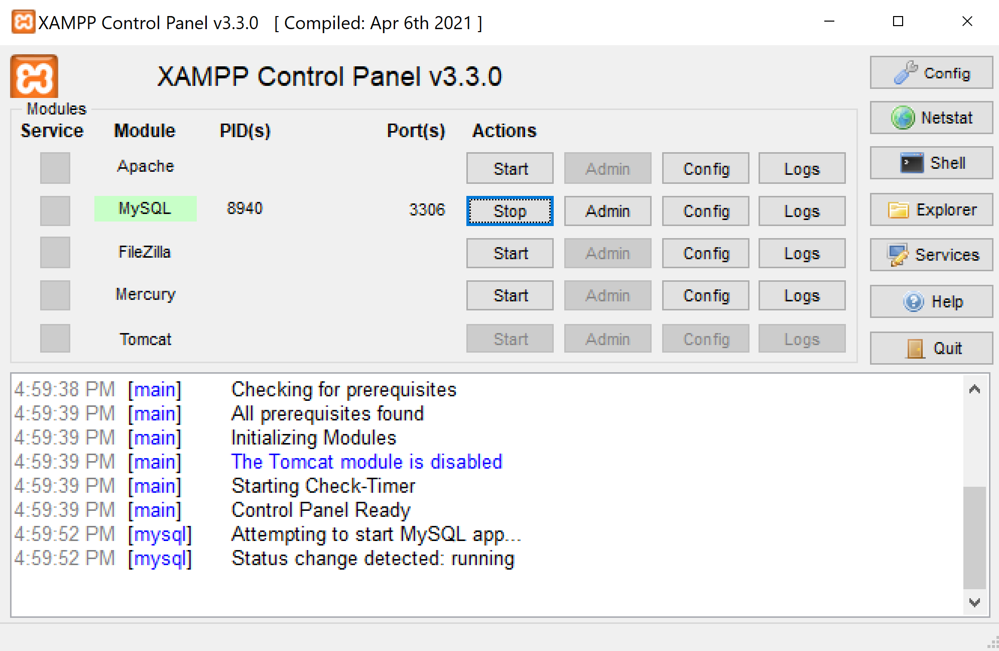 XAMPP Control Panel v3.3.0 [ Compiled: Apr 6th 2021 ]
XAMPP Control Panel v3.3.0
Config
Modules
Service Module PID(s) Port(s) Actions
Netstat
Apache Start Admin Config Logs
Shell
MySQL 8940 3306 Stop Admin Config Logs
Explorer
FileZilla Start Admin Config Logs
Services
Mercury Start Admin Config Logs
Help
Tomcat Start Admin Config Logs
Quit
4:59:38 PM [main] Checking for prerequisites
4:59:39 PM [main] All prerequisites found
4:59:39 PM [main] Initializing Modules
4:59:39 PM [main] The Tomcat module is disabled
4:59:39 PM [main] Starting Check-Timer
4:59:39 PM [main] Control Panel Ready
4:59:52 PM [mysql] Attempting to start MySQL app...
4:59:52 PM [mysql] Status change detected: running